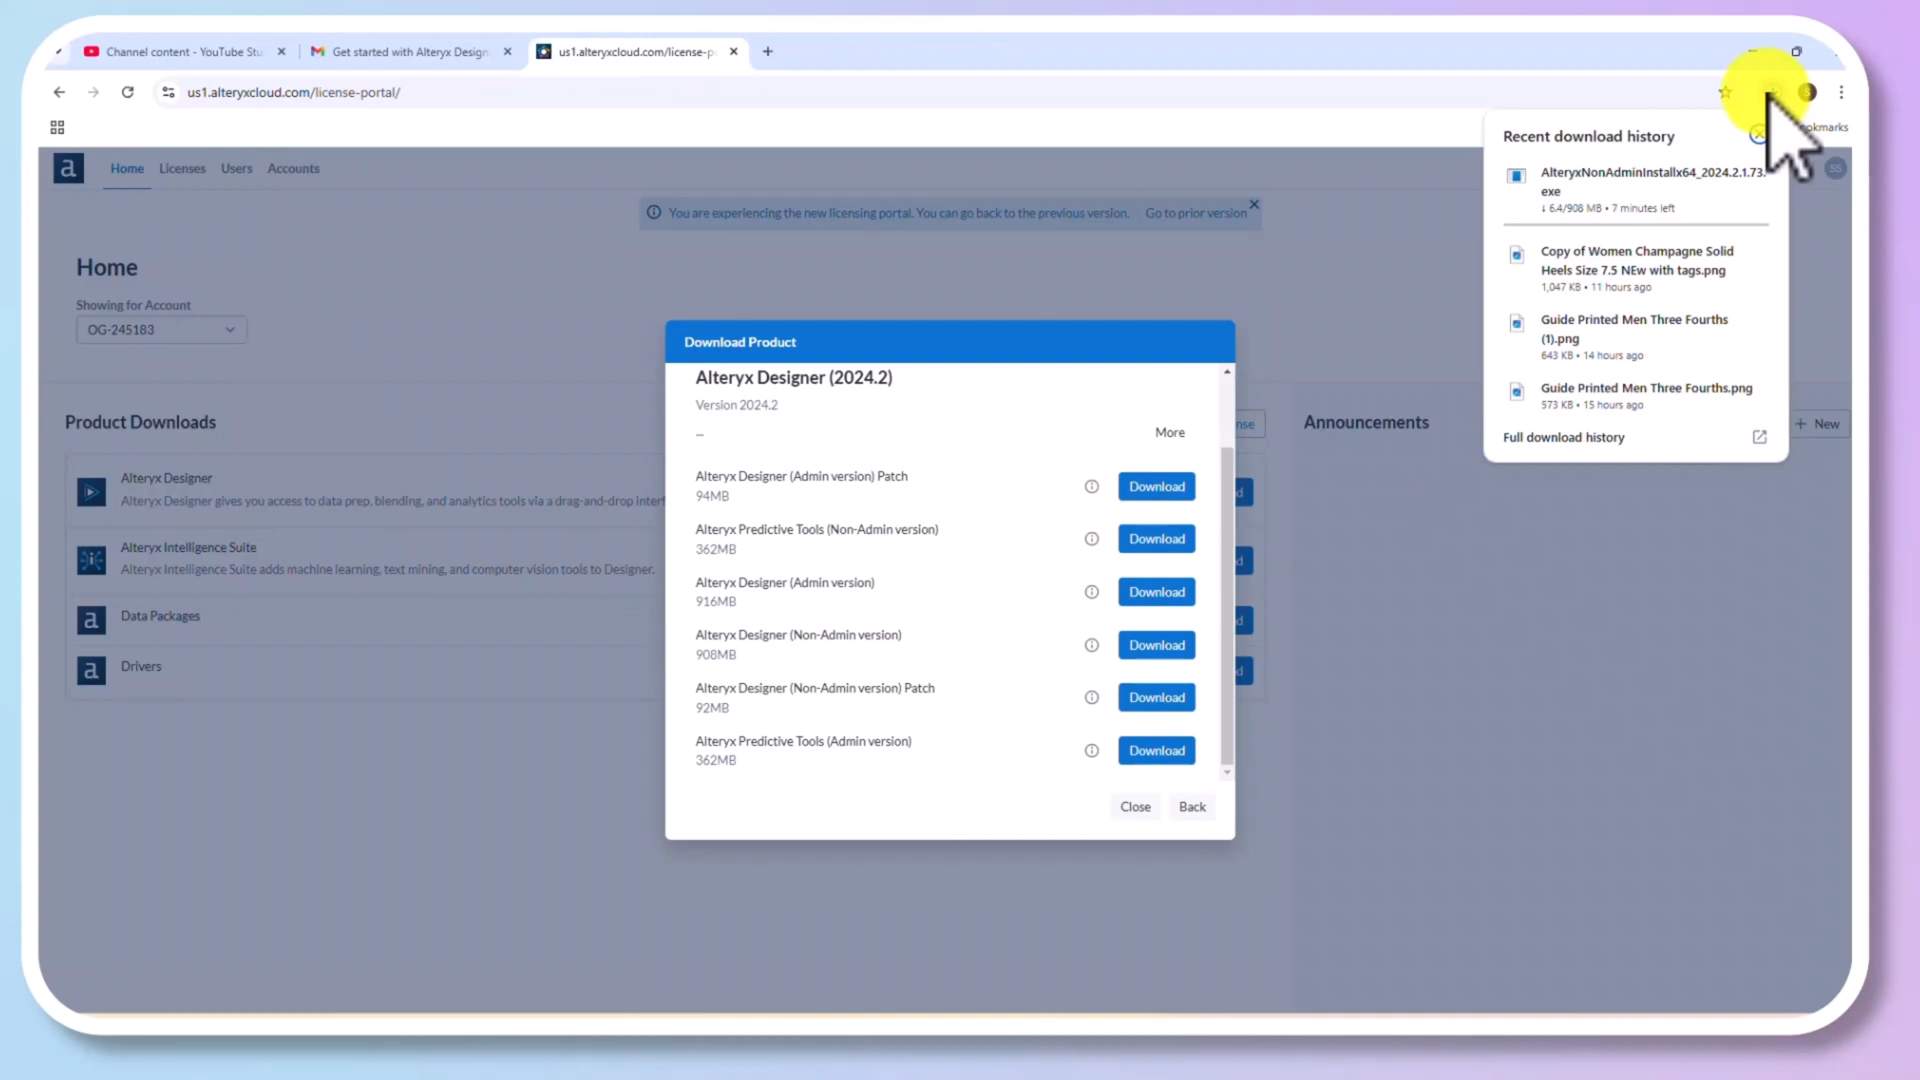 Channel content - YouTube Stu
Get started with Alteryx Design
us1.alteryxcloud.com/license-p
us1.alteryxcloud.com/license-portal/
ookmarks
Recent download history
AlteryxNonAdminInstallx64_2024.2.1.73.
exe
↓ 6.4/908 MB • 7 minutes left
Copy of Women Champagne Solid
Heels Size 7.5 NEw with tags.png
1,047 KB • 11 hours ago
Guide Printed Men Three Fourths
(1).png
643 KB • 14 hours ago
Guide Printed Men Three Fourths.png
573 KB • 15 hours ago
Full download history
a
Home
Licenses
Users
Accounts
SS
You are experiencing the new licensing portal. You can go back to the previous version. Go to prior version
Home
Showing for Account
OG-245183
Product Downloads
nse
Announcements
+ New
Alteryx Designer
Alteryx Designer gives you access to data prep, blending, and analytics tools via a drag-and-drop interf
d
Alteryx Intelligence Suite
Alteryx Intelligence Suite adds machine learning, text mining, and computer vision tools to Designer.
d
a
Data Packages
d
a
Drivers
d
Download Product
Alteryx Designer (2024.2)
Version 2024.2
...
More
Alteryx Designer (Admin version) Patch
94MB
Download
Alteryx Predictive Tools (Non-Admin version)
362MB
Download
Alteryx Designer (Admin version)
916MB
Download
Alteryx Designer (Non-Admin version)
908MB
Download
Alteryx Designer (Non-Admin version) Patch
92MB
Download
Alteryx Predictive Tools (Admin version)
362MB
Download
Close
Back